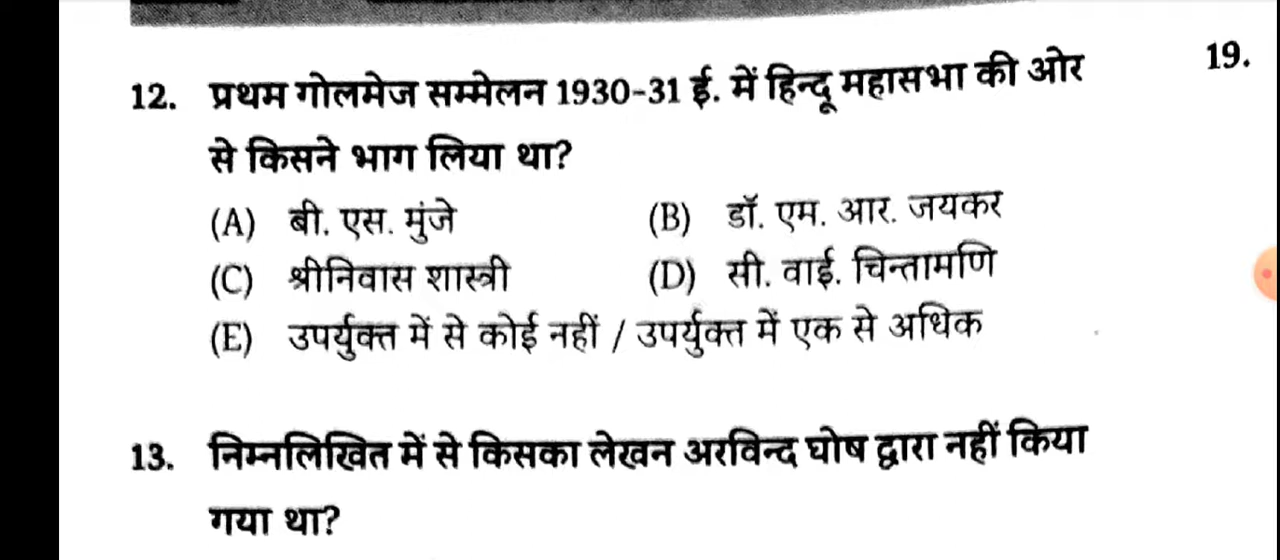 12. प्रथम गोलमेज सम्मेलन 1930-31 ई. में हिन्दू महासभा की ओर
से किसने भाग लिया था?
(A) बी. एस. मुंजे (B) डॉ. एम. आर. जयकर
(C) श्रीनिवास शास्त्री (D) सी. वाई. चिन्तामणि
(E) उपर्युक्त में से कोई नहीं / उपर्युक्त में एक से अधिक
13. निम्नलिखित में से किसका लेखन अरविन्द घोष द्वारा नहीं किया
गया था?
19.